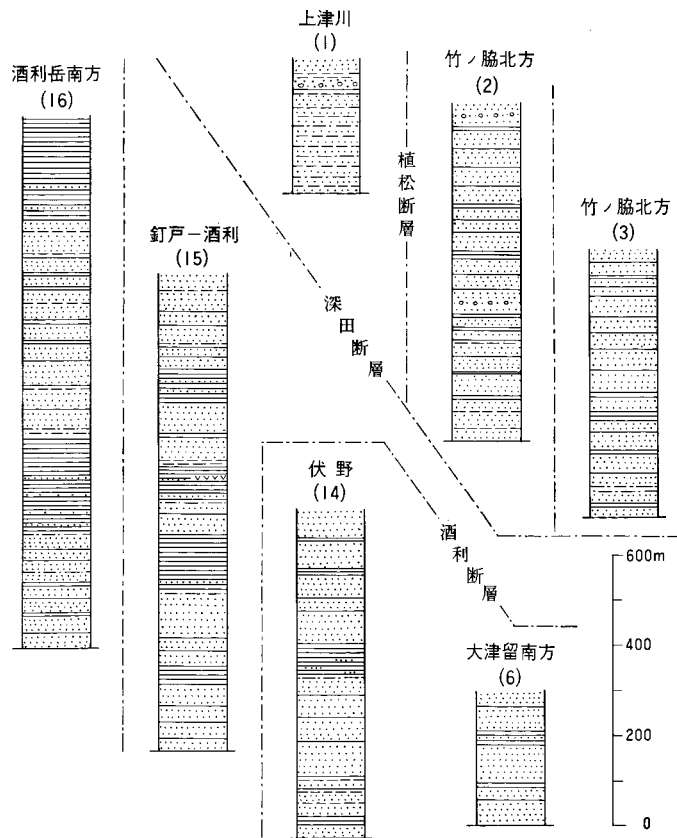 上津川
(1)
酒利岳南方
(16)
竹ノ脇北方
(2)
植松断層
竹ノ脇北方
(3)
釘戸－酒利
(15)
深田断層
伏野
(14)
酒利断層
大津留南方
(6)
600m
400
200
0